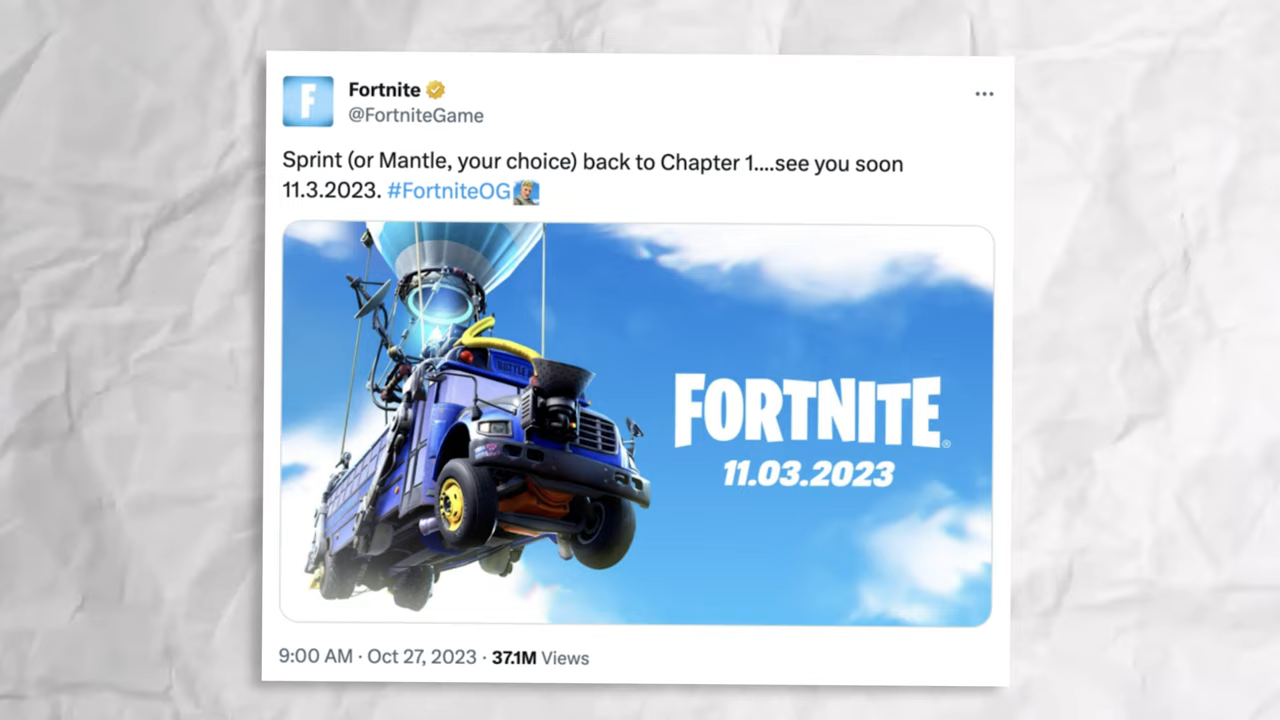 F
Fortnite
@FortniteGame
Sprint (or Mantle, your choice) back to Chapter 1....see you soon
11.3.2023. #FortniteOG
FORTNITE®
11.03.2023
9:00 AM · Oct 27, 2023 · 37.1M Views